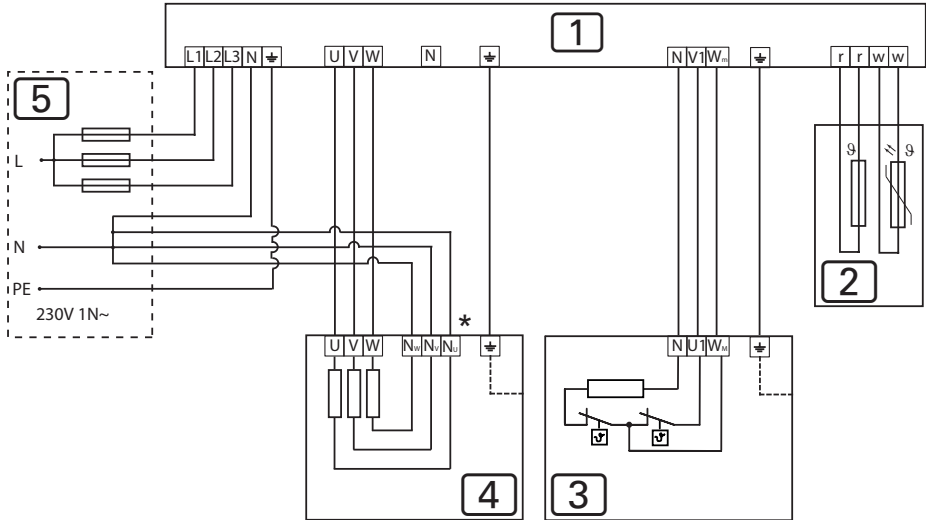 1
L1 L2 L3 N U V W N N V1 Wm r r w w
5
L
N
PE
230V 1N~
ϑ ϑ
2
*
U V W NW NV NU N U1 WM
ϑ ϑ
4 3